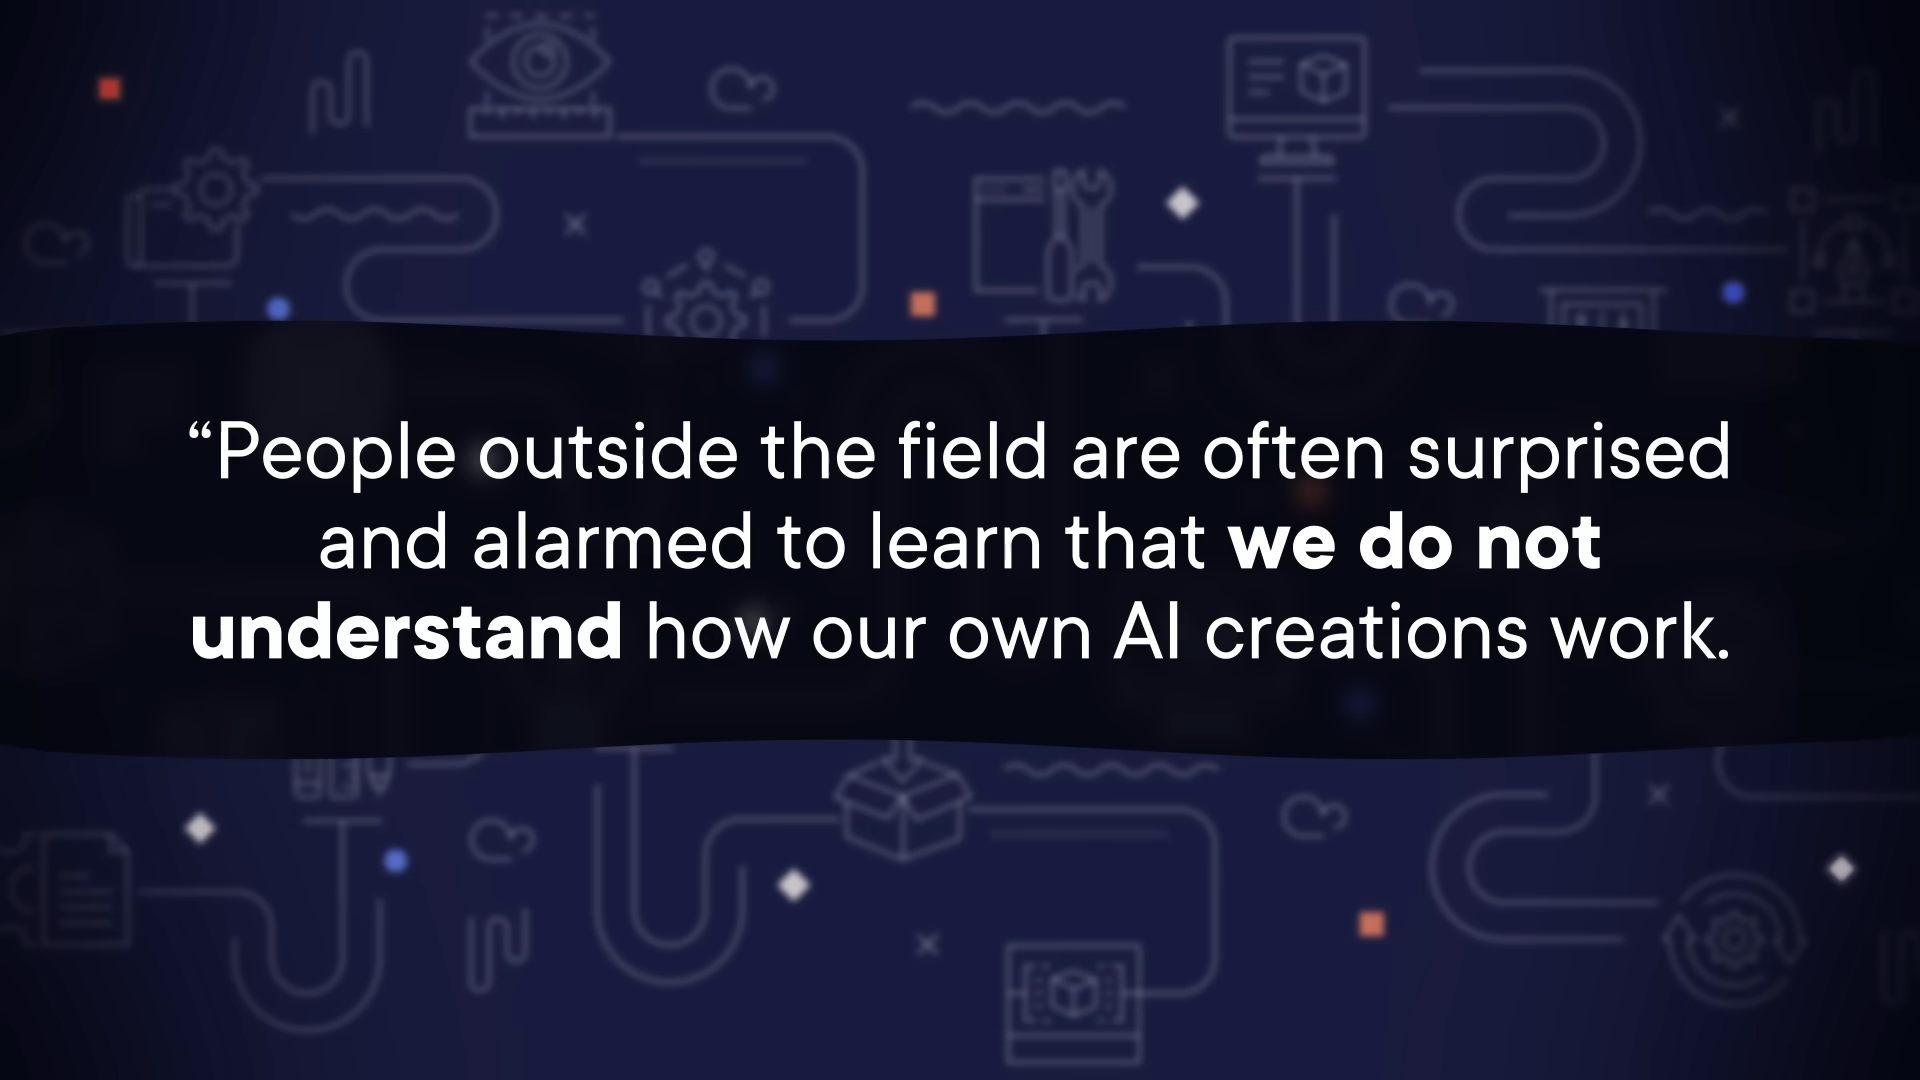 “People outside the field are often surprised
and alarmed to learn that we do not
understand how our own AI creations work.